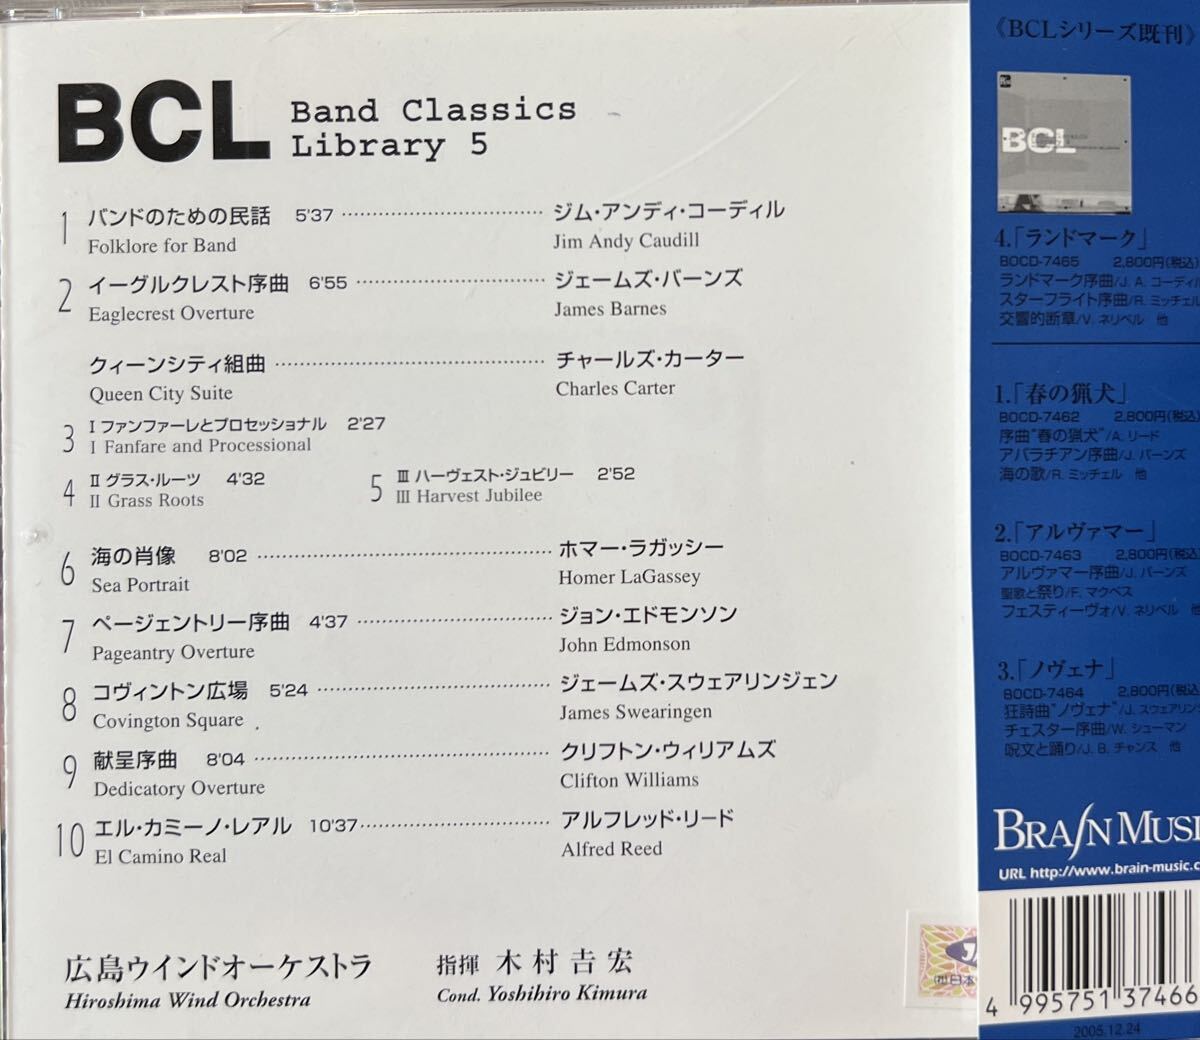 BCL Band Classics
Library 5
1 バンドのための民話 5'37 ジム・アンディ・コーディル
Folklore for Band Jim Andy Caudill
2 イーグルクレスト序曲 6'55 ジェームズ・バーンズ
Eaglecrest Overture James Barnes
クィーンシティ組曲 チャールズ・カーター
Queen City Suite Charles Carter
3 I ファンファーレとプロセッショナル 2'27
I Fanfare and Processional
4 II グラス・ルーツ 4'32 5 III ハーヴェスト・ジュビリー 2'52
II Grass Roots III Harvest Jubilee
6 海の肖像 8'02 ホマー・ラガッシー
Sea Portrait Homer LaGassey
7 ページェントリー序曲 4'37 ジョン・エドモンソン
Pageantry Overture John Edmonson
8 コヴィントン広場 5'24 ジェームズ・スウェアリンジェン
Covington Square James Swearingen
9 献呈序曲 8'04 クリフトン・ウィリアムズ
Dedicatory Overture Clifton Williams
10 エル・カミーノ・レアル 10'37 アルフレッド・リード
El Camino Real Alfred Reed
広島ウインドオーケストラ 指揮 木村吉宏
Hiroshima Wind Orchestra Cond. Yoshihiro Kimura
《BCLシリーズ既刊》
BCL
4.「ランドマーク」
BOCD-7465 2,800円(税込)
ランドマーク序曲/J. A. コーディル
スターフライト序曲/R. ミッチェル
交響的断章/V. ネリベル 他
1.「春の猟犬」
BOCD-7462 2,800円(税込)
序曲"春の猟犬"/A. リード
アパラチアン序曲/J. バーンズ
海の歌/R. ミッチェル 他
2.「アルヴァマー」
BOCD-7463 2,800円(税込)
アルヴァマー序曲/J. バーンズ
聖歌と祭り/F. マクベス
フェスティーヴォ/V. ネリベル 他
3.「ノヴェナ」
BOCD-7464 2,800円(税込)
狂詩曲"ノヴェナ"/J. スウェアリンジ
チェスター序曲/W. シューマン
呪文と踊り/J. B. チャンス 他
BRAIN MUSI
URL http://www.brain-music.c
4 995751 37466
2005.12.24
日本